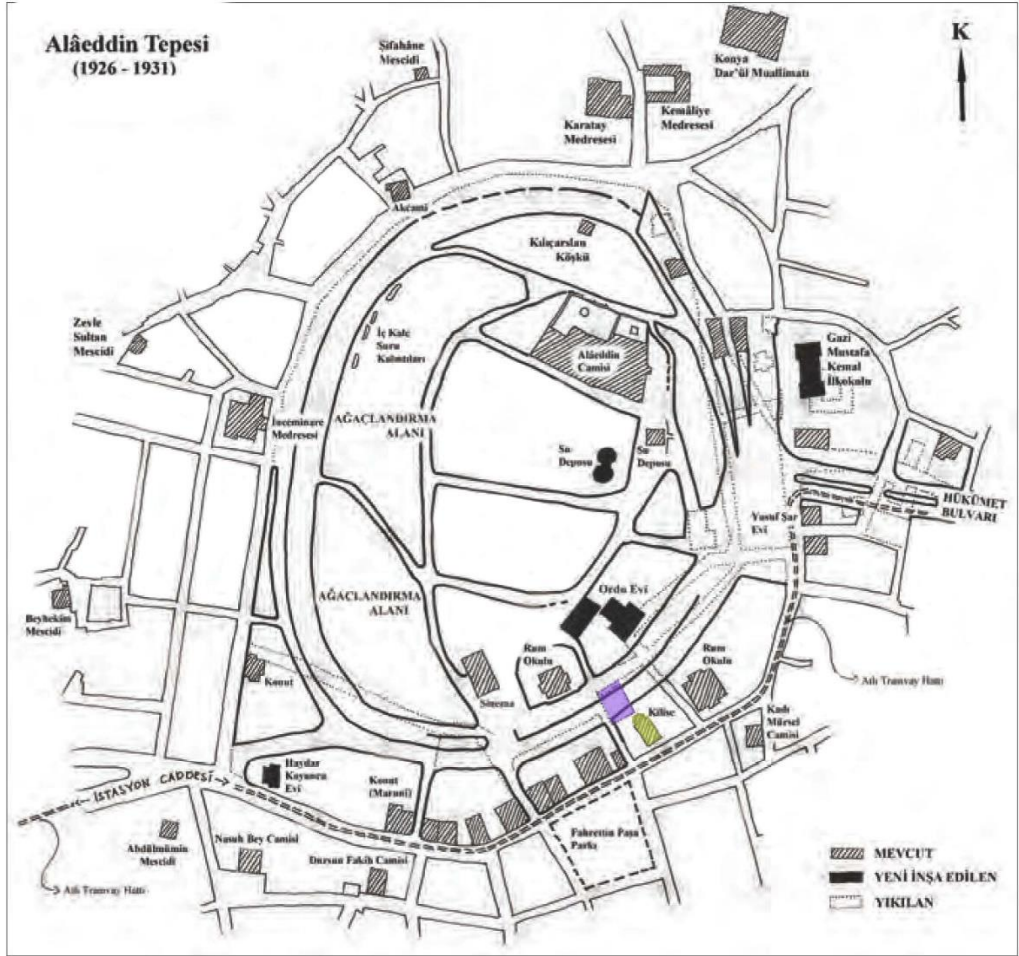 Alâeddin Tepesi
(1926 - 1931)
K
Şifahâne
Mescidi
Konya
Dar'ül Muallimatı
Karatay
Medresesi
Kemâliye
Medresesi
Akcami
Kılıçarslan
Köşkü
Zevle
Sultan
Mescidi
İç Kale
Suru
Kalıntıları
Alâeddin
Camisi
Gazi
Mustafa
Kemal
İlkokulu
İnceminare
Medresesi
AĞAÇLANDIRMA
ALANI
Su
Deposu
Su
Deposu
Yusuf Şar
Evi
HÜKÜMET
BULVARI
AĞAÇLANDIRMA
ALANI
Ordu Evi
Beyhekim
Mescidi
Rum
Okulu
Rum
Okulu
Konut
Sinema
Kilise
Atlı Tramvay Hattı
Kadı
Mürsel
Camisi
İSTASYON CADDESİ
Haydar
Evi
Konut
(Marani)
Fahrettin Paşa
Parkı
Abdülmümin
Mescidi
Nasuh Bey Camisi
Dursun Fakih Camisi
Atlı Tramvay Hattı
MEVCUT
YENİ İNŞA EDİLEN
YIKILAN